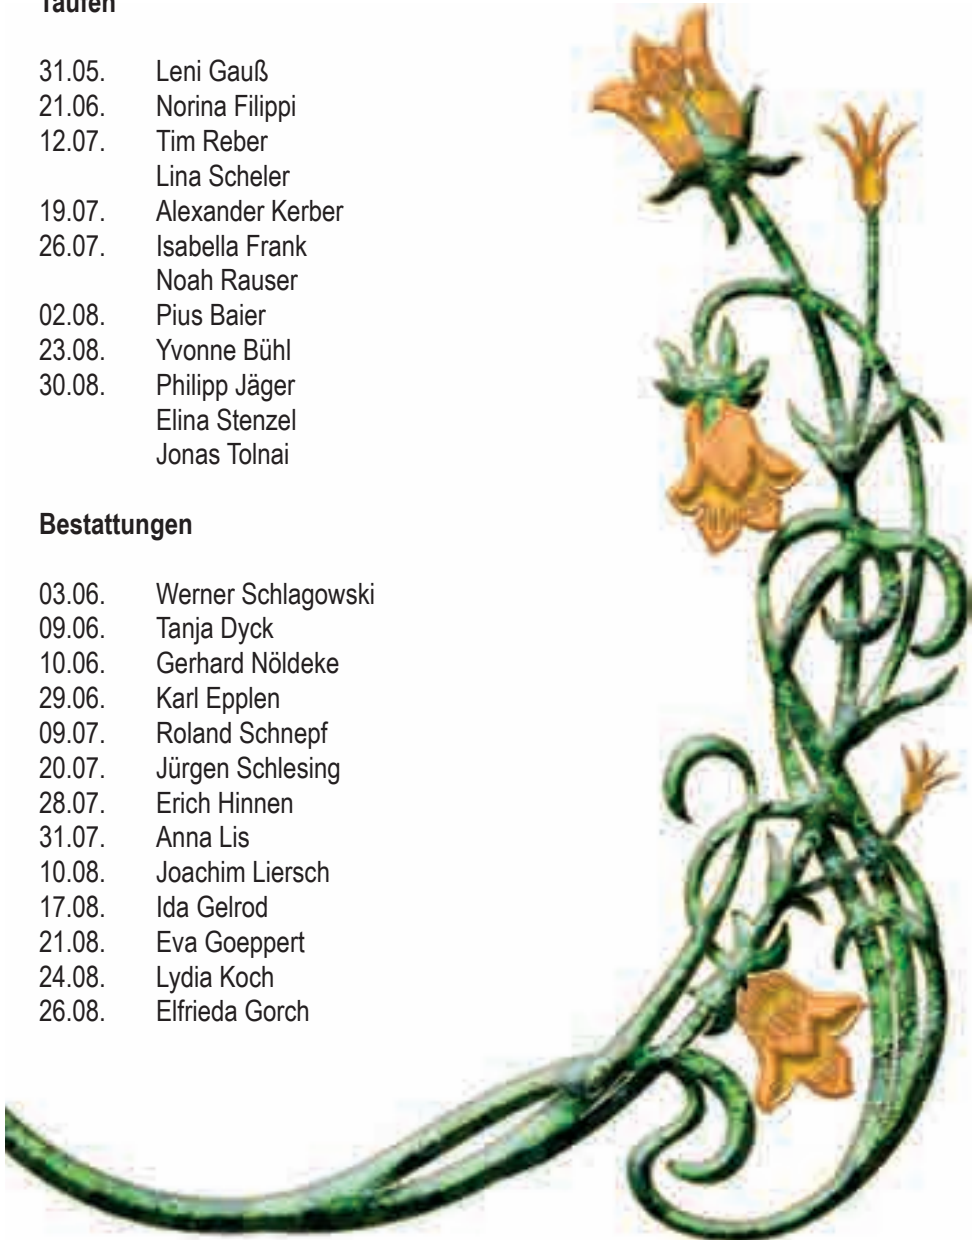 Taufen
31.05. Leni Gauß
21.06. Norina Filippi
12.07. Tim Reber
Lina Scheler
19.07. Alexander Kerber
26.07. Isabella Frank
Noah Rauser
02.08. Pius Baier
23.08. Yvonne Bühl
30.08. Philipp Jäger
Elina Stenzel
Jonas Tolnai
Bestattungen
03.06. Werner Schlagowski
09.06. Tanja Dyck
10.06. Gerhard Nöldeke
29.06. Karl Epplen
09.07. Roland Schnepf
20.07. Jürgen Schlesing
28.07. Erich Hinnen
31.07. Anna Lis
10.08. Joachim Liersch
17.08. Ida Gelrod
21.08. Eva Goeppert
24.08. Lydia Koch
26.08. Elfrieda Gorch